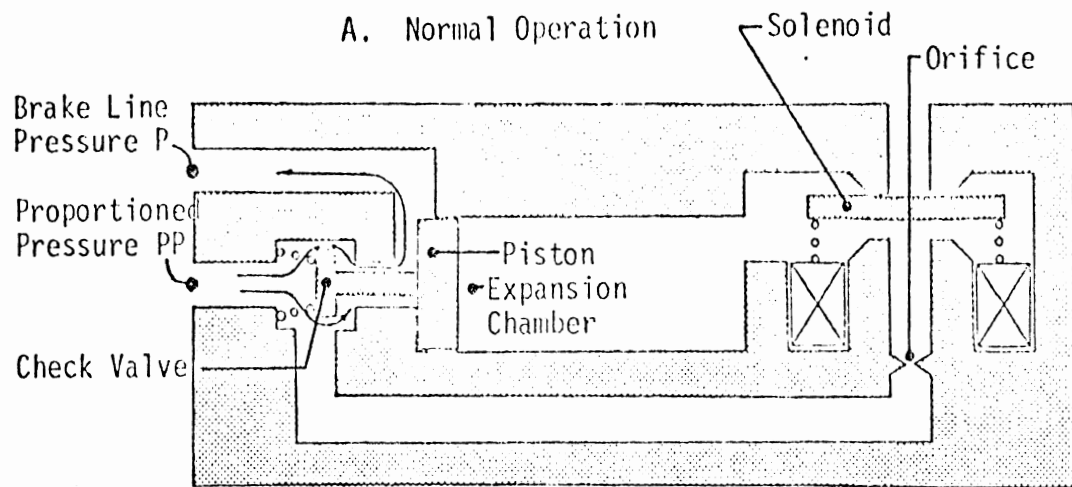 A. Normal Operation
Solenoid
Orifice
Brake Line
Pressure P
Proportioned
Pressure PP
Piston
Expansion
Chamber
Check Valve